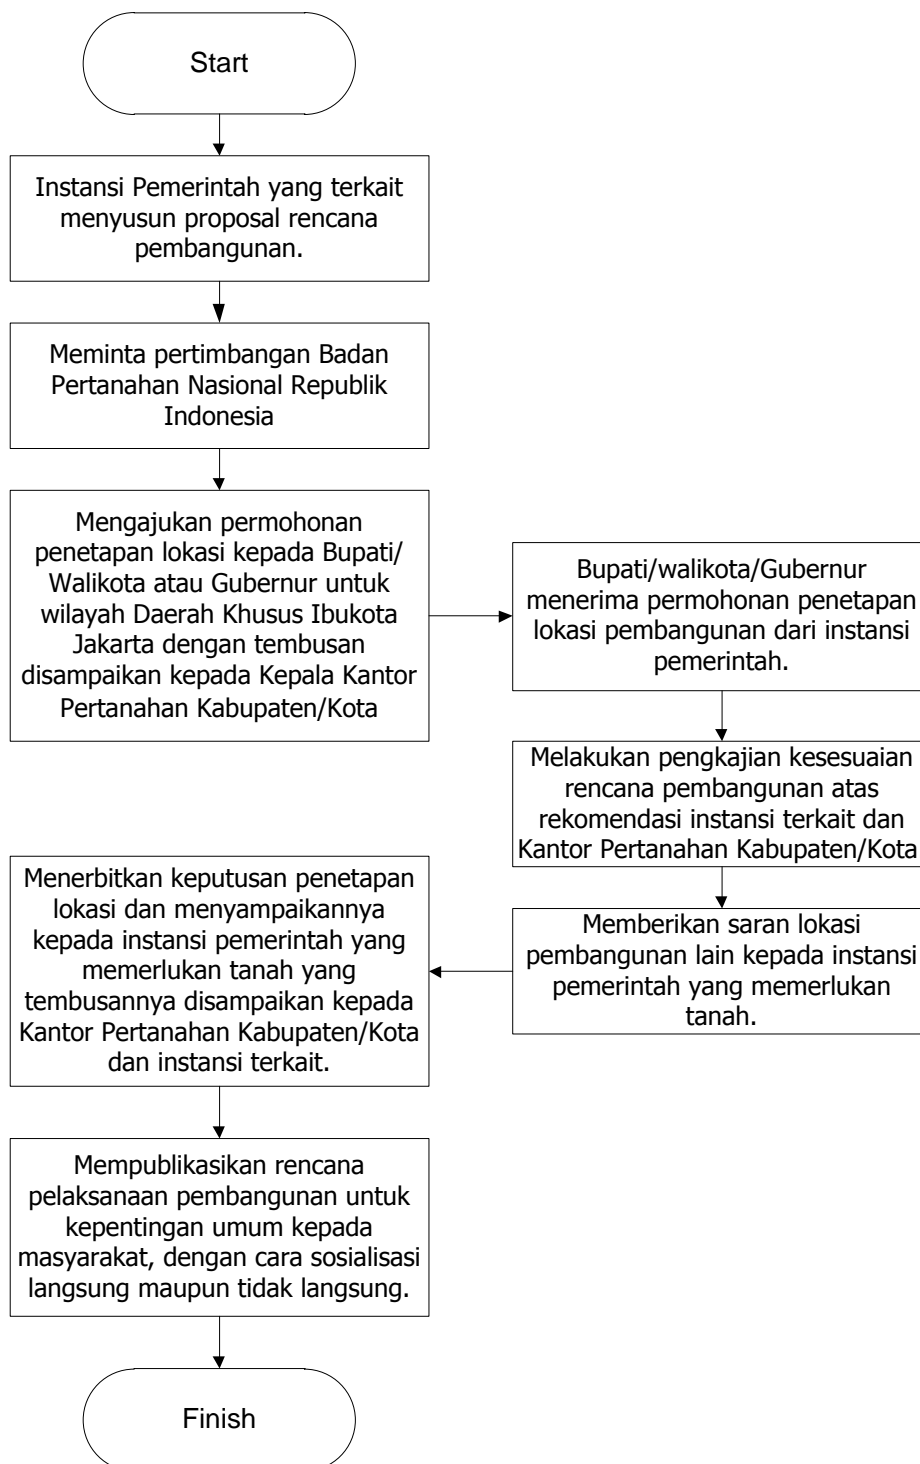 Start
Instansi Pemerintah yang terkait
menyusun proposal rencana
pembangunan.
Meminta pertimbangan Badan
Pertanahan Nasional Republik
Indonesia
Mengajukan permohonan
penetapan lokasi kepada Bupati/
Walikota atau Gubernur untuk
wilayah Daerah Khusus Ibukota
Jakarta dengan tembusan
disampaikan kepada Kepala Kantor
Pertanahan Kabupaten/Kota
Bupati/walikota/Gubernur
menerima permohonan penetapan
lokasi pembangunan dari instansi
pemerintah.
Melakukan pengkajian kesesuaian
rencana pembangunan atas
rekomendasi instansi terkait dan
Kantor Pertanahan Kabupaten/Kota
Memberikan saran lokasi
pembangunan lain kepada instansi
pemerintah yang memerlukan
tanah.
Menerbitkan keputusan penetapan
lokasi dan menyampaikannya
kepada instansi pemerintah yang
memerlukan tanah yang
tembusannya disampaikan kepada
Kantor Pertanahan Kabupaten/Kota
dan instansi terkait.
Mempublikasikan rencana
pelaksanaan pembangunan untuk
kepentingan umum kepada
masyarakat, dengan cara sosialisasi
langsung maupun tidak langsung.
Finish